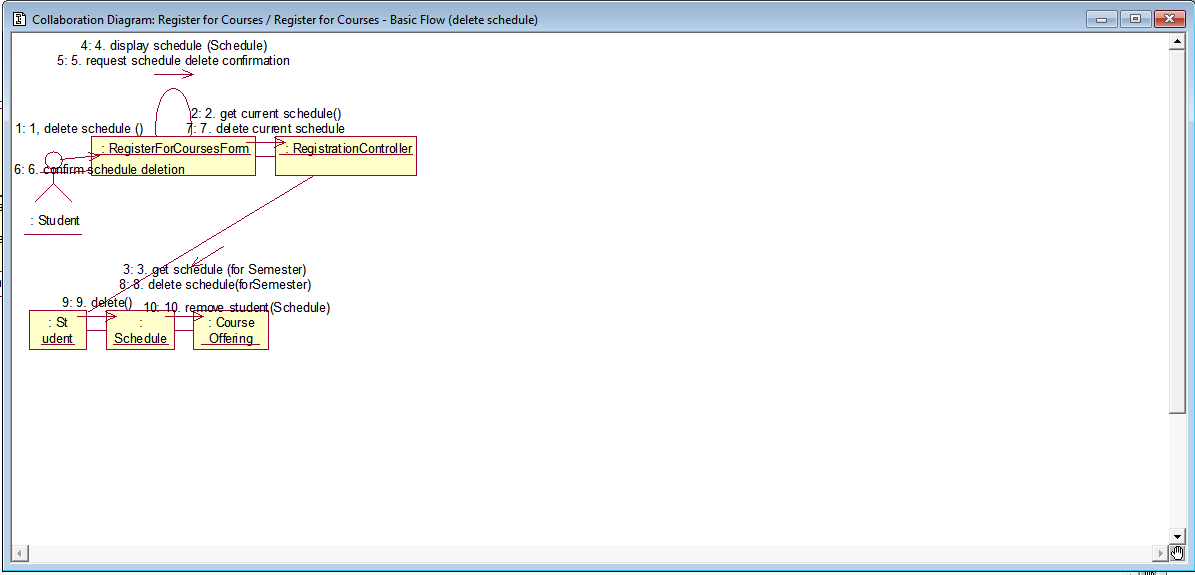 Collaboration Diagram: Register for Courses / Register for Courses - Basic Flow (delete schedule)
4: 4. display schedule (Schedule)
5: 5. request schedule delete confirmation
2: 2. get current schedule()
1: 1, delete schedule ()
7: 7. delete current schedule
: RegisterForCoursesForm
: RegistrationController
6: 6. confirm schedule deletion
: Student
3: 3. get schedule (for Semester)
8: 8. delete schedule(forSemester)
9: 9. delete()
10: 10. remove student(Schedule)
: St
udent
:
Schedule
: Course
Offering